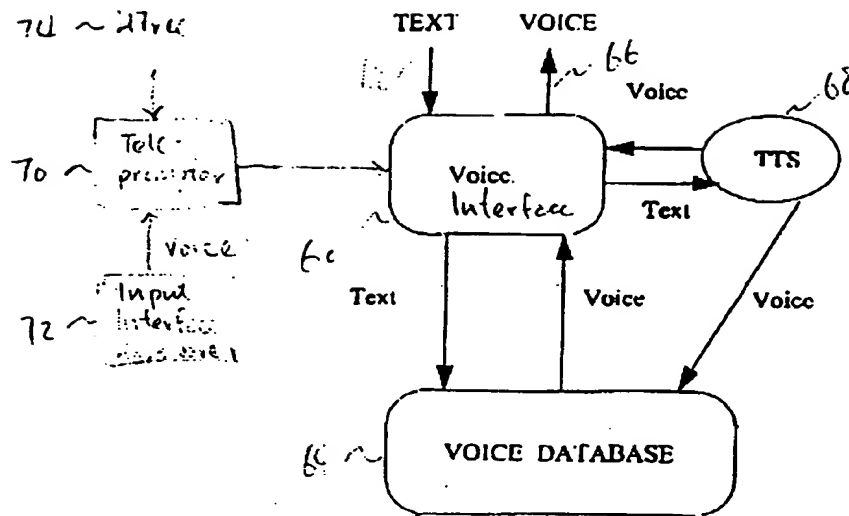 74 ~
TEXT
VOICE
66
68
Voice
70 ~
Tele-
prompter
Voice
Interface
TTS
Text
Voice
72 ~
Input
Interface
Text
Voice
Voice
VOICE DATABASE